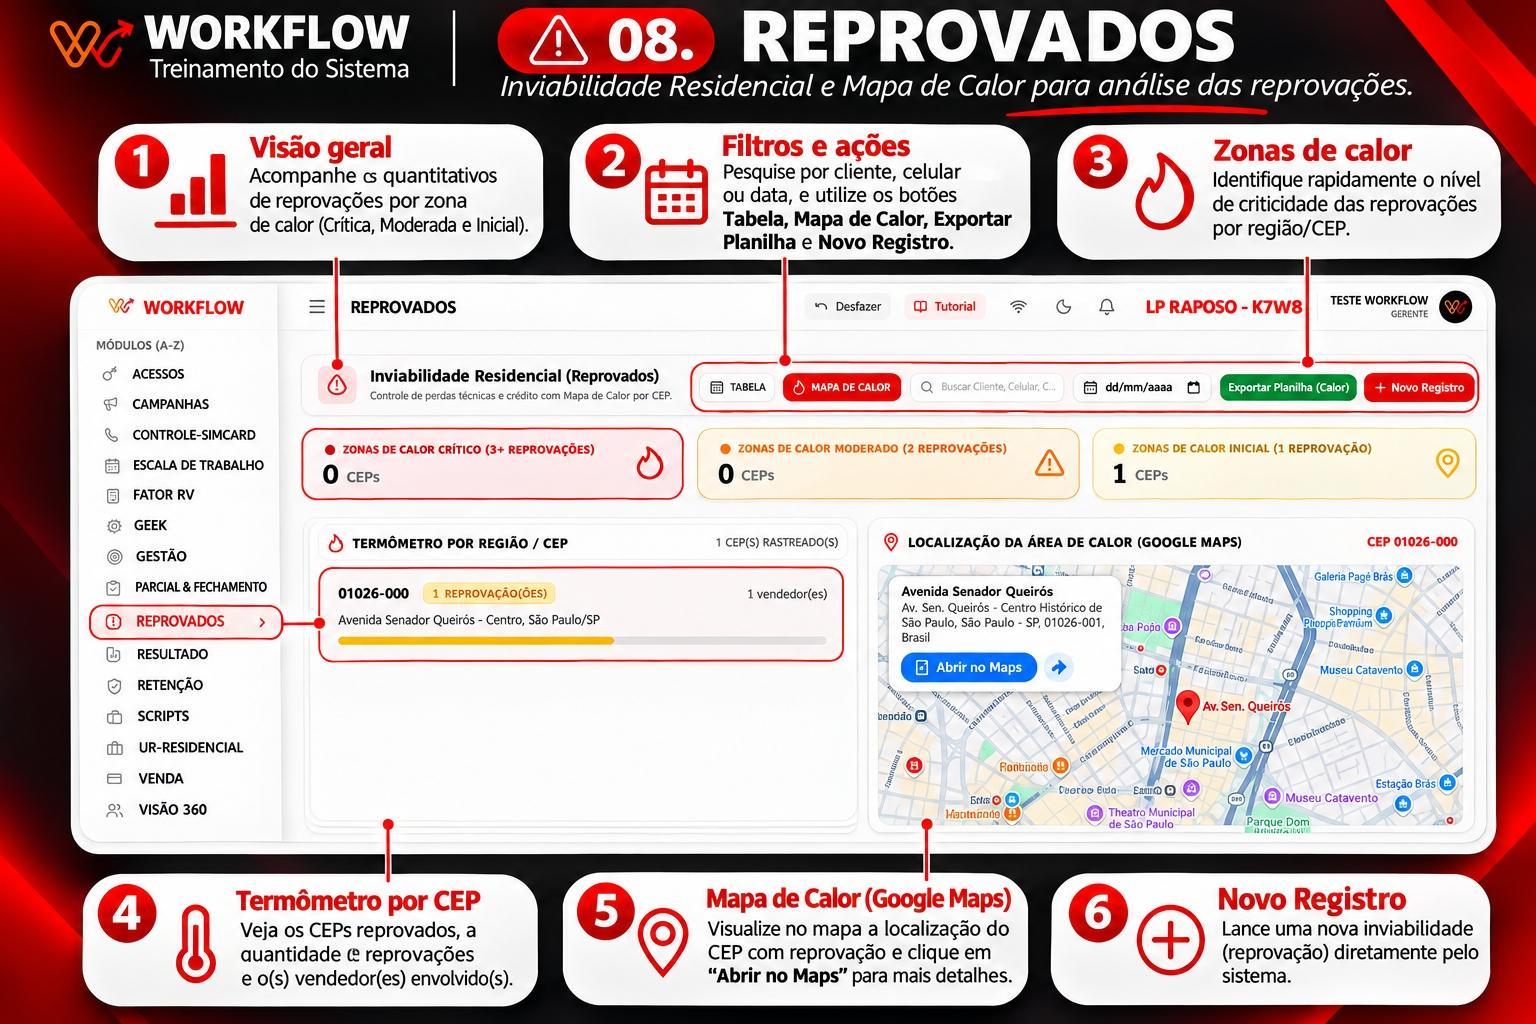 WORKFLOW
Treinamento do Sistema
08. REPROVADOS
Inviabilidade Residencial e Mapa de Calor para análise das reprovações.
1
Visão geral
Acompanhe os quantitativos
de reprovações por zona
de calor (Crítica, Moderada e Inicial).
2
Filtros e ações
Pesquise por cliente, celular
ou data, e utilize os botões
Tabela, Mapa de Calor, Exportar
Planilha e Novo Registro.
3
Zonas de calor
Identifique rapidamente o nível
de criticidade das reprovações
por região/CEP.
WORKFLOW
REPROVADOS
Desfazer
Tutorial
LP RAPOSO - K7W8
TESTE WORKFLOW
GERENTE
MÓDULOS (A-Z)
ACESSOS
CAMPANHAS
CONTROLE-SIMCARD
ESCALA DE TRABALHO
FATOR RV
GEEK
GESTÃO
PARCIAL & FECHAMENTO
REPROVADOS
RESULTADO
RETENÇÃO
SCRIPTS
UR-RESIDENCIAL
VENDA
VISÃO 360
Inviabilidade Residencial (Reprovados)
Controle de perdas técnicas e crédito com Mapa de Calor por CEP.
TABELA
MAPA DE CALOR
Buscar Cliente, Celular, C...
dd/mm/aaaa
Exportar Planilha (Calor)
+ Novo Registro
ZONAS DE CALOR CRÍTICO (3+ REPROVAÇÕES)
0 CEPs
ZONAS DE CALOR MODERADO (2 REPROVAÇÕES)
0 CEPs
ZONAS DE CALOR INICIAL (1 REPROVAÇÃO)
1 CEPs
TERMÔMETRO POR REGIÃO / CEP
1 CEP(S) RASTREADO(S)
01026-000
1 REPROVAÇÃO(ÕES)
1 vendedor(es)
Avenida Senador Queirós - Centro, São Paulo/SP
LOCALIZAÇÃO DA ÁREA DE CALOR (GOOGLE MAPS)
CEP 01026-000
Avenida Senador Queirós
Av. Sen. Queirós - Centro Histórico de
São Paulo, São Paulo - SP, 01026-001,
Brasil
Abrir no Maps
Galeria Pagé Brás
Shopping
Museu Catavento
Av. Sen. Queirós
Mercado Municipal
de São Paulo
Estação Brás
Museu Catavento
Theatro Municipal
de São Paulo
Parque Dom
4
Termômetro por CEP
Veja os CEPs reprovados, a
quantidade de reprovações
e o(s) vendedor(es) envolvido(s).
5
Mapa de Calor (Google Maps)
Visualize no mapa a localização do
CEP com reprovação e clique em
“Abrir no Maps” para mais detalhes.
6
Novo Registro
Lance uma nova inviabilidade
(reprovação) diretamente pelo
sistema.